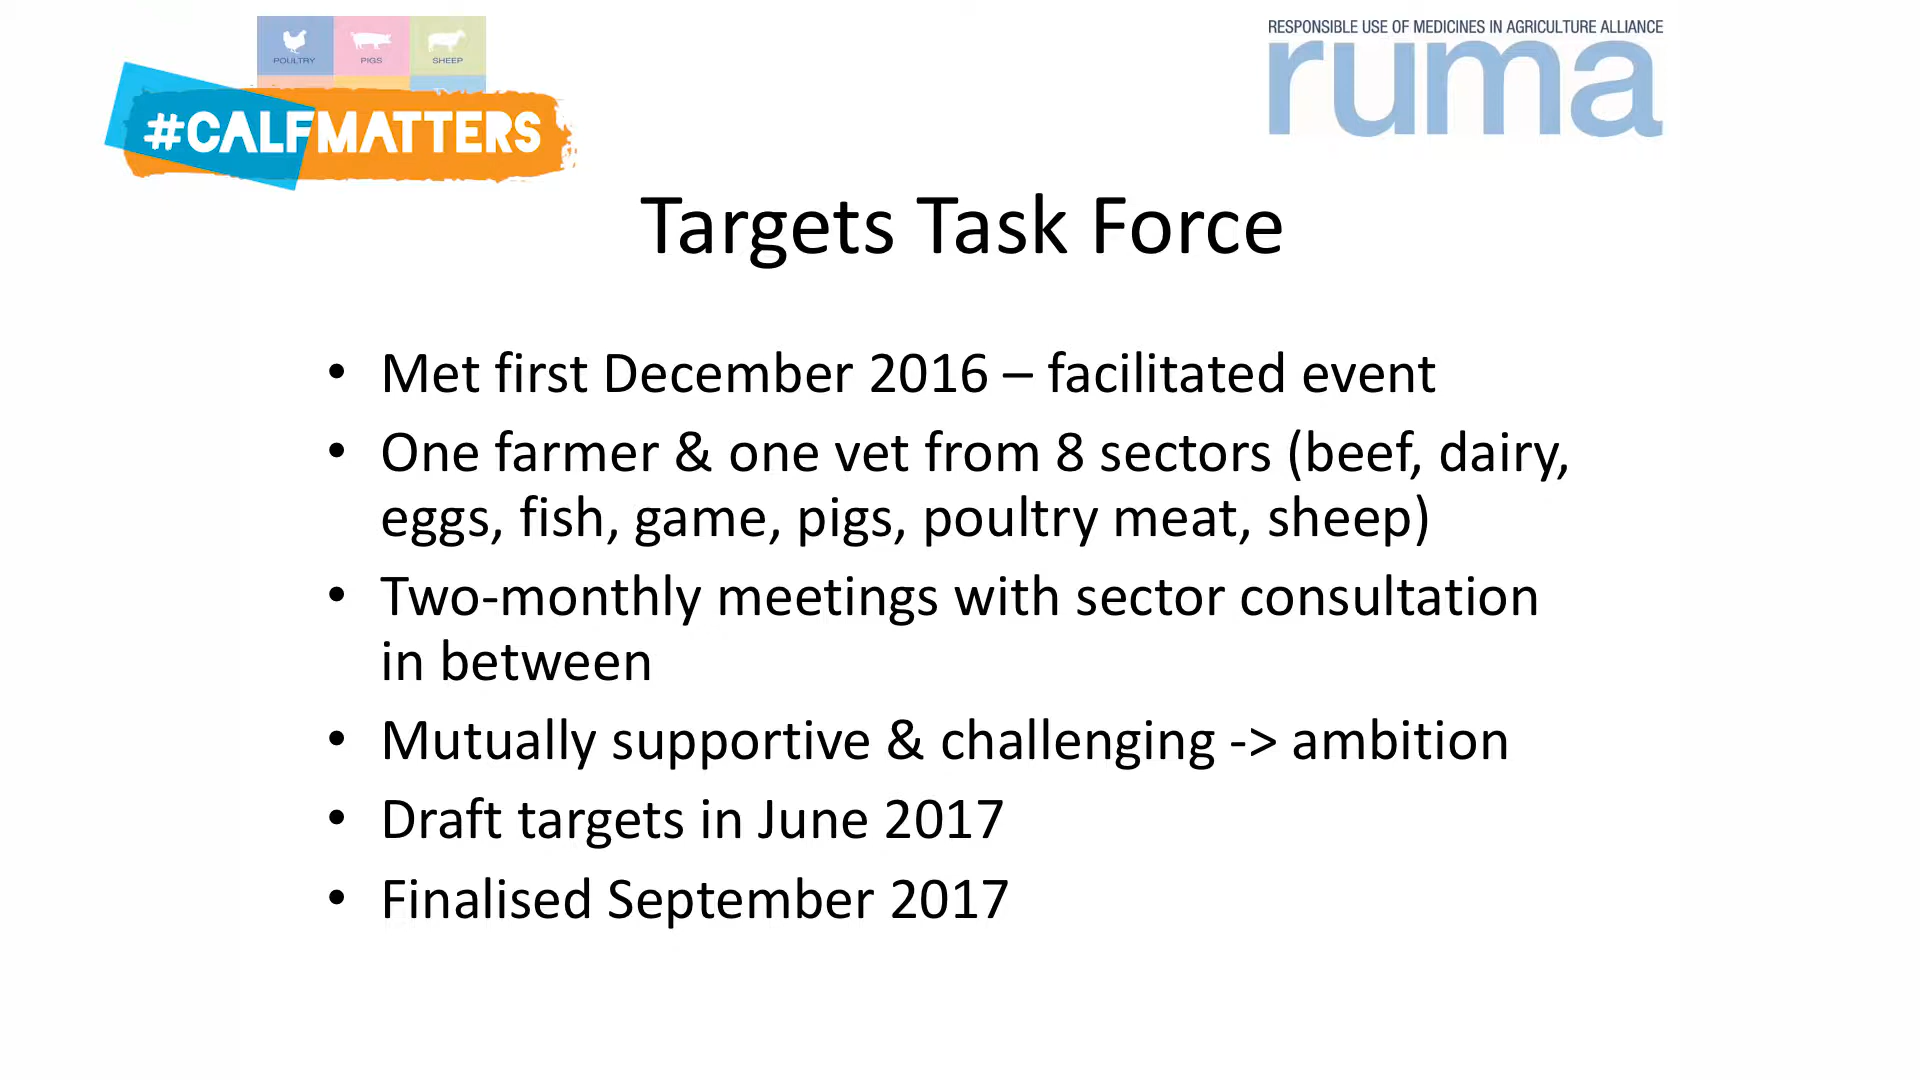 POULTRY PIGS SHEEP
#CALFMATTERS
RESPONSIBLE USE OF MEDICINES IN AGRICULTURE ALLIANCE
ruma
Targets Task Force
• Met first December 2016 – facilitated event
• One farmer & one vet from 8 sectors (beef, dairy,
eggs, fish, game, pigs, poultry meat, sheep)
• Two-monthly meetings with sector consultation
in between
• Mutually supportive & challenging -> ambition
• Draft targets in June 2017
• Finalised September 2017